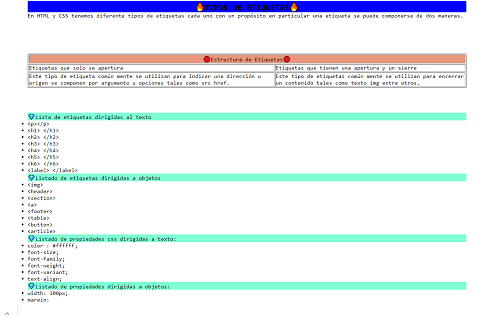 🔥TIPOS DE ETIQUETAS🔥
En HTML y CSS tenemos diferente tipos de etiquetas cada uno con un propósito en particular una etiqueta se puede componerse de dos maneras.
🔴Estructura de Etiquetas🔴
Etiquetas que solo se apertura
Etiquetas que tienen una apertura y un sierre
Este tipo de etiqueta común mente se utilizan para indicar una dirección u
origen se componen por argumento u opciones tales como src href.
Este tipo de etiquetas común mente se utilizan para encerrar
un contenido tales como texto img entre otros.
💎Lista de etiquetas dirigidas al texto
• <p></p>
• <h1> </h1>
• <h2> </h2>
• <h3> </h3>
• <h4> </h4>
• <h5> </h5>
• <h6> </h6>
• <label> </label>
💎Listado de etiquetas dirigidas a objetos
• <img>
• <header>
• <section>
• <a>
• <footer>
• <table>
• <button>
• <article>
💎Listado de propiedades css dirigidas a texto:
• color : #ffffff;
• font-size;
• font-family;
• font-weight;
• font-variant;
• text-align;
💎Listado de propiedades dirigidas a objetos:
• width: 100px;
• margin: